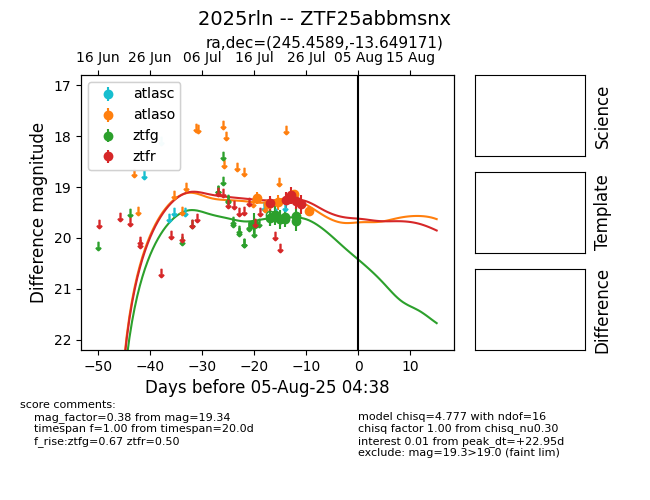 2025rln -- ZTF25abbmsnx
ra,dec=(245.4589,-13.649171)
16 Jun 26 Jun 06 Jul 16 Jul 26 Jul 05 Aug 15 Aug
17
18
19
20
21
22
Difference magnitude
atlasc
atlaso
ztfg
ztfr
−50 −40 −30 −20 −10 0 10
Days before 05-Aug-25 04:38
Science
Template
Difference
score comments:
mag_factor=0.38 from mag=19.34
timespan f=1.00 from timespan=20.0d
f_rise:ztfg=0.67 ztfr=0.50
model chisq=4.777 with ndof=16
chisq factor 1.00 from chisq_nu0.30
interest 0.01 from peak_dt=+22.95d
exclude: mag=19.3>19.0 (faint lim)